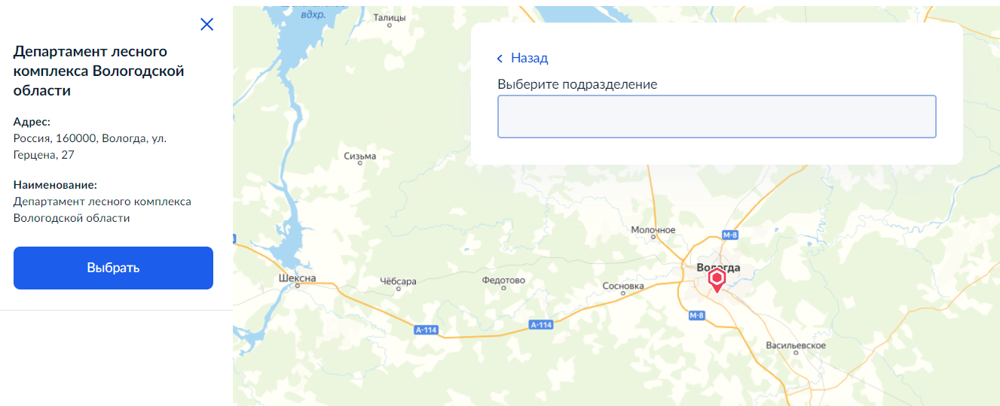 Департамент лесного
комплекса Вологодской
области
Адрес:
Россия, 160000, Вологда, ул.
Герцена, 27
Наименование:
Департамент лесного комплекса
Вологодской области
Выбрать
Назад
Выберите подразделение
вдхр.
Талицы
Сизьма
Молочное
М-8
Вологда
Шексна
Чёбсара
Федотово
Сосновка
М-8
А-114
А-114
Васильевское